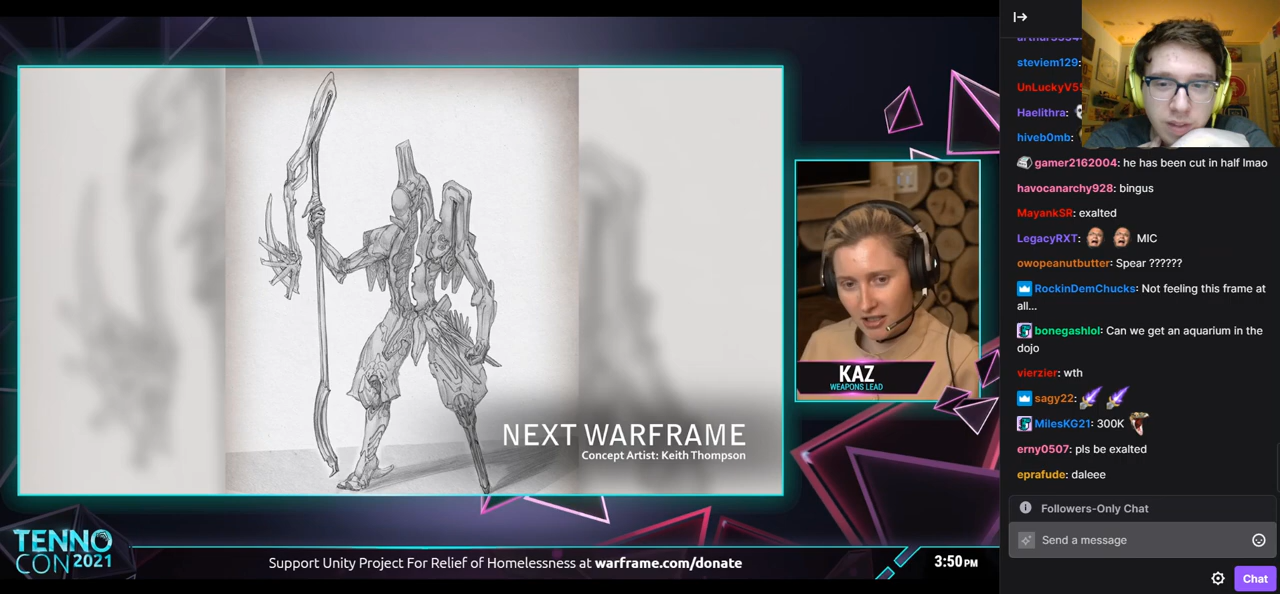 NEXT WARFRAME
Concept Artist: Keith Thompson
KAZ
WEAPONS LEAD
TENNO
CON 2021
Support Unity Project For Relief of Homelessness at warframe.com/donate
3:50 PM
steviem129:
Haelithra:
hiveb0mb:
gamer2162004: he has been cut in half lmao
havocanarchy928: bingus
MayankSR: exalted
LegacyRXT: MIC
owopeanutbutter: Spear ??????
RockinDemChucks: Not feeling this frame at
all...
bonegashlol: Can we get an aquarium in the
dojo
vierzier: wth
sagy22:
MilesKG21: 300K
erny0507: pls be exalted
eprafude: daleee
Followers-Only Chat
Send a message
Chat